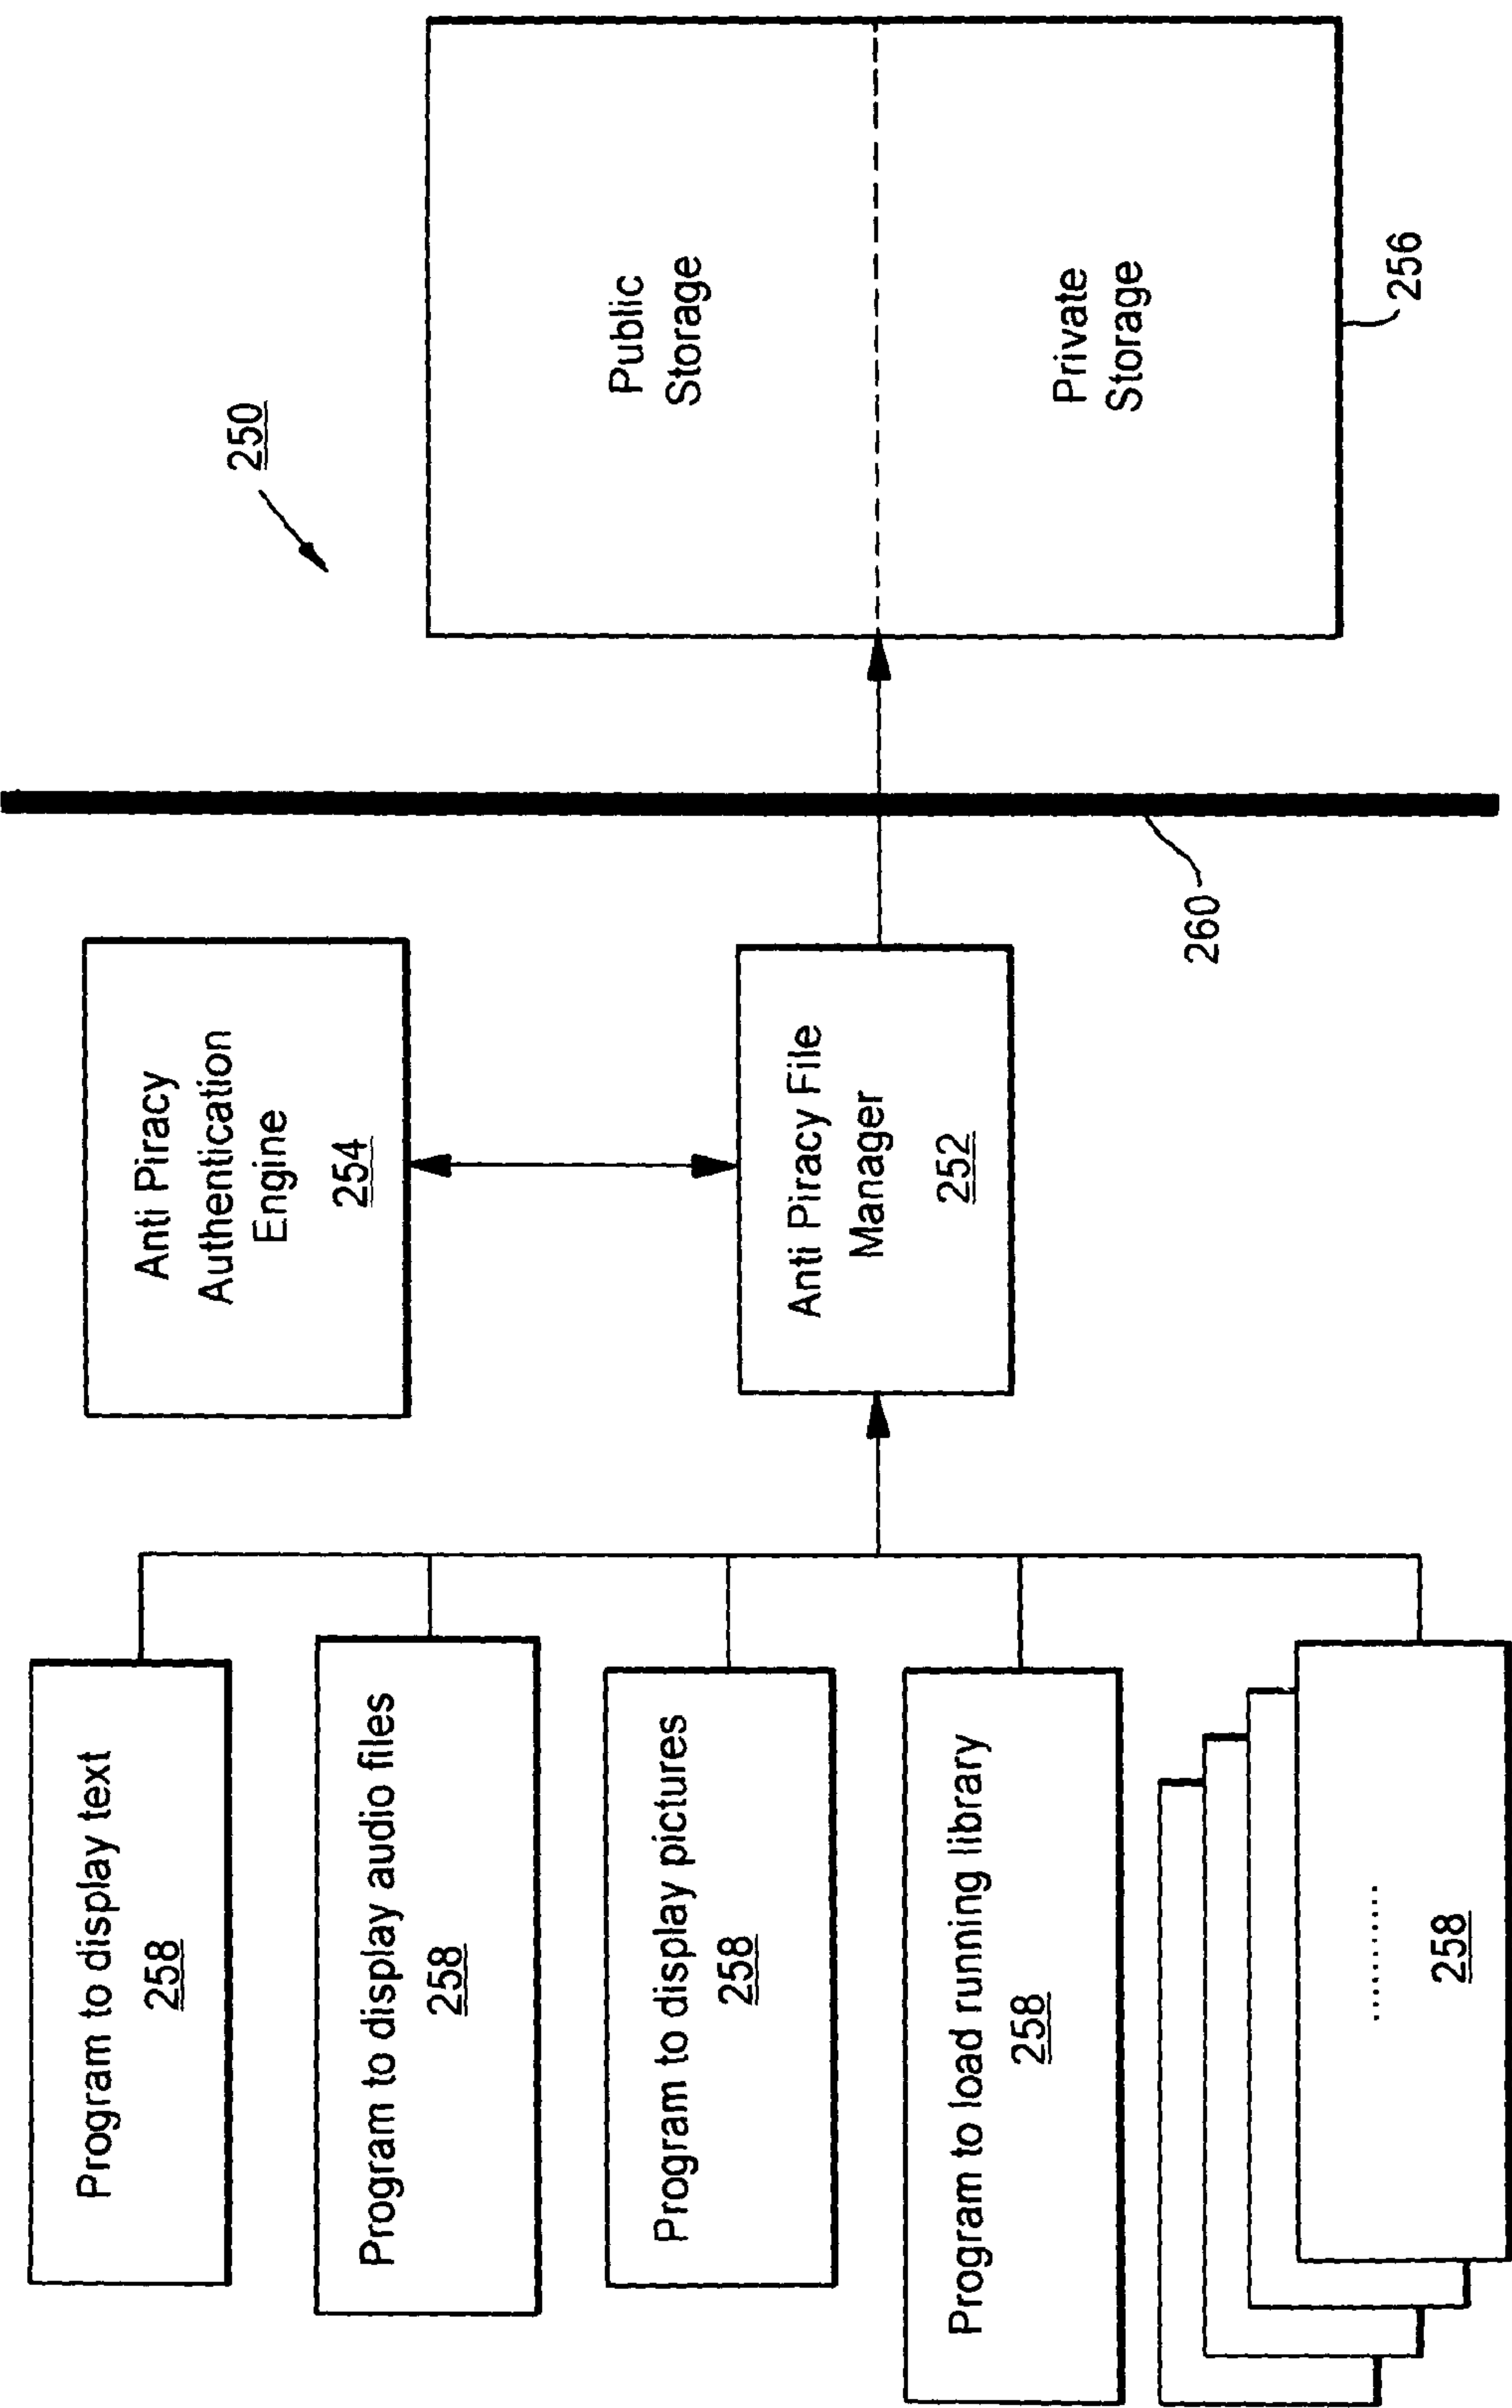 Program to display text
258
Program to display audio files
258
Program to display pictures
258
Program to load running library
258
.........
258
Anti Piracy
Authentication
Engine
254
Anti Piracy File
Manager
252
260
250
Public
Storage
Private
Storage
256